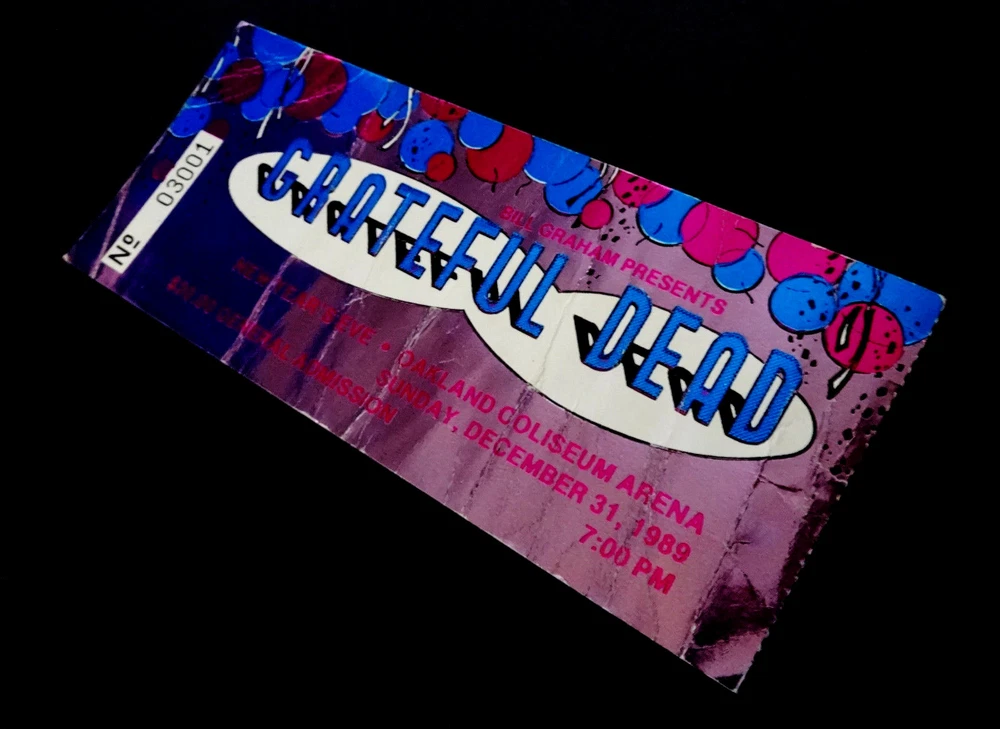 Nº 03001
BILL GRAHAM PRESENTS
GRATEFUL DEAD
NEW YEAR'S EVE • OAKLAND COLISEUM ARENA
SUNDAY, DECEMBER 31, 1989
GENERAL ADMISSION 7:00 PM